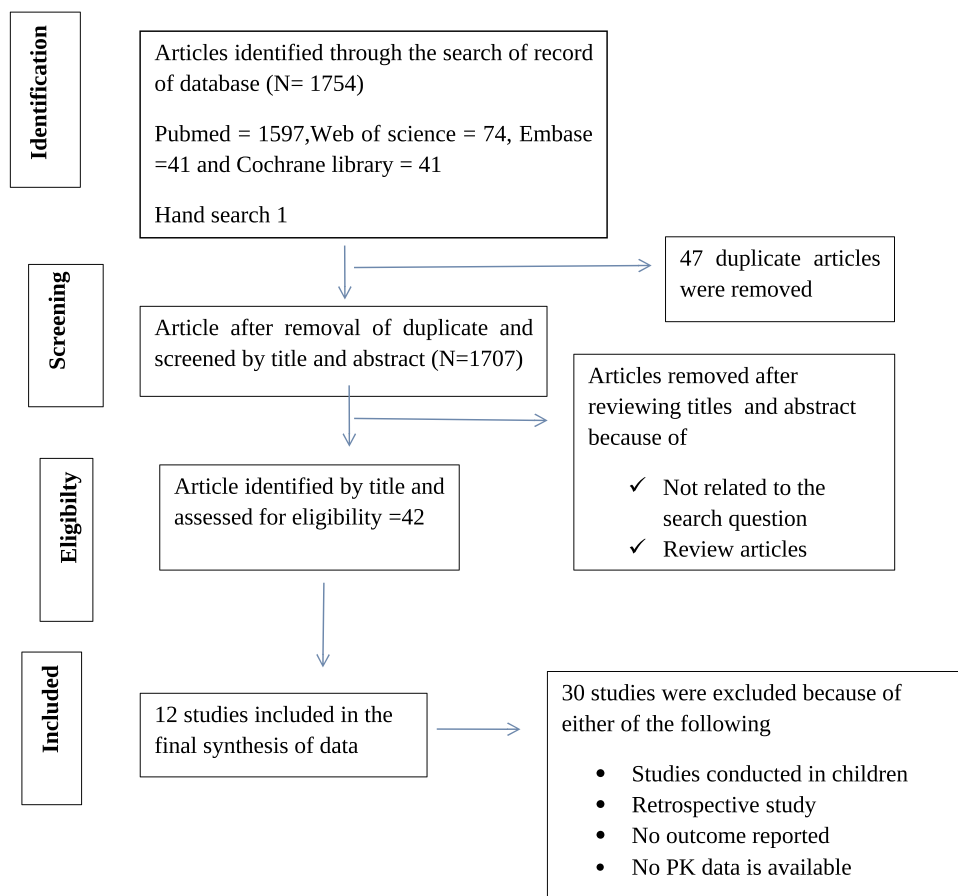 Identification
Articles identified through the search of record
of database (N= 1754)
Pubmed = 1597,Web of science = 74, Embase
=41 and Cochrane library = 41
Hand search 1
47 duplicate articles
were removed
Screening
Article after removal of duplicate and
screened by title and abstract (N=1707)
Articles removed after
reviewing titles and abstract
because of
✓ Not related to the
search question
✓ Review articles
Eligibilty
Article identified by title and
assessed for eligibility =42
Included
12 studies included in the
final synthesis of data
30 studies were excluded because of
either of the following
• Studies conducted in children
• Retrospective study
• No outcome reported
• No PK data is available